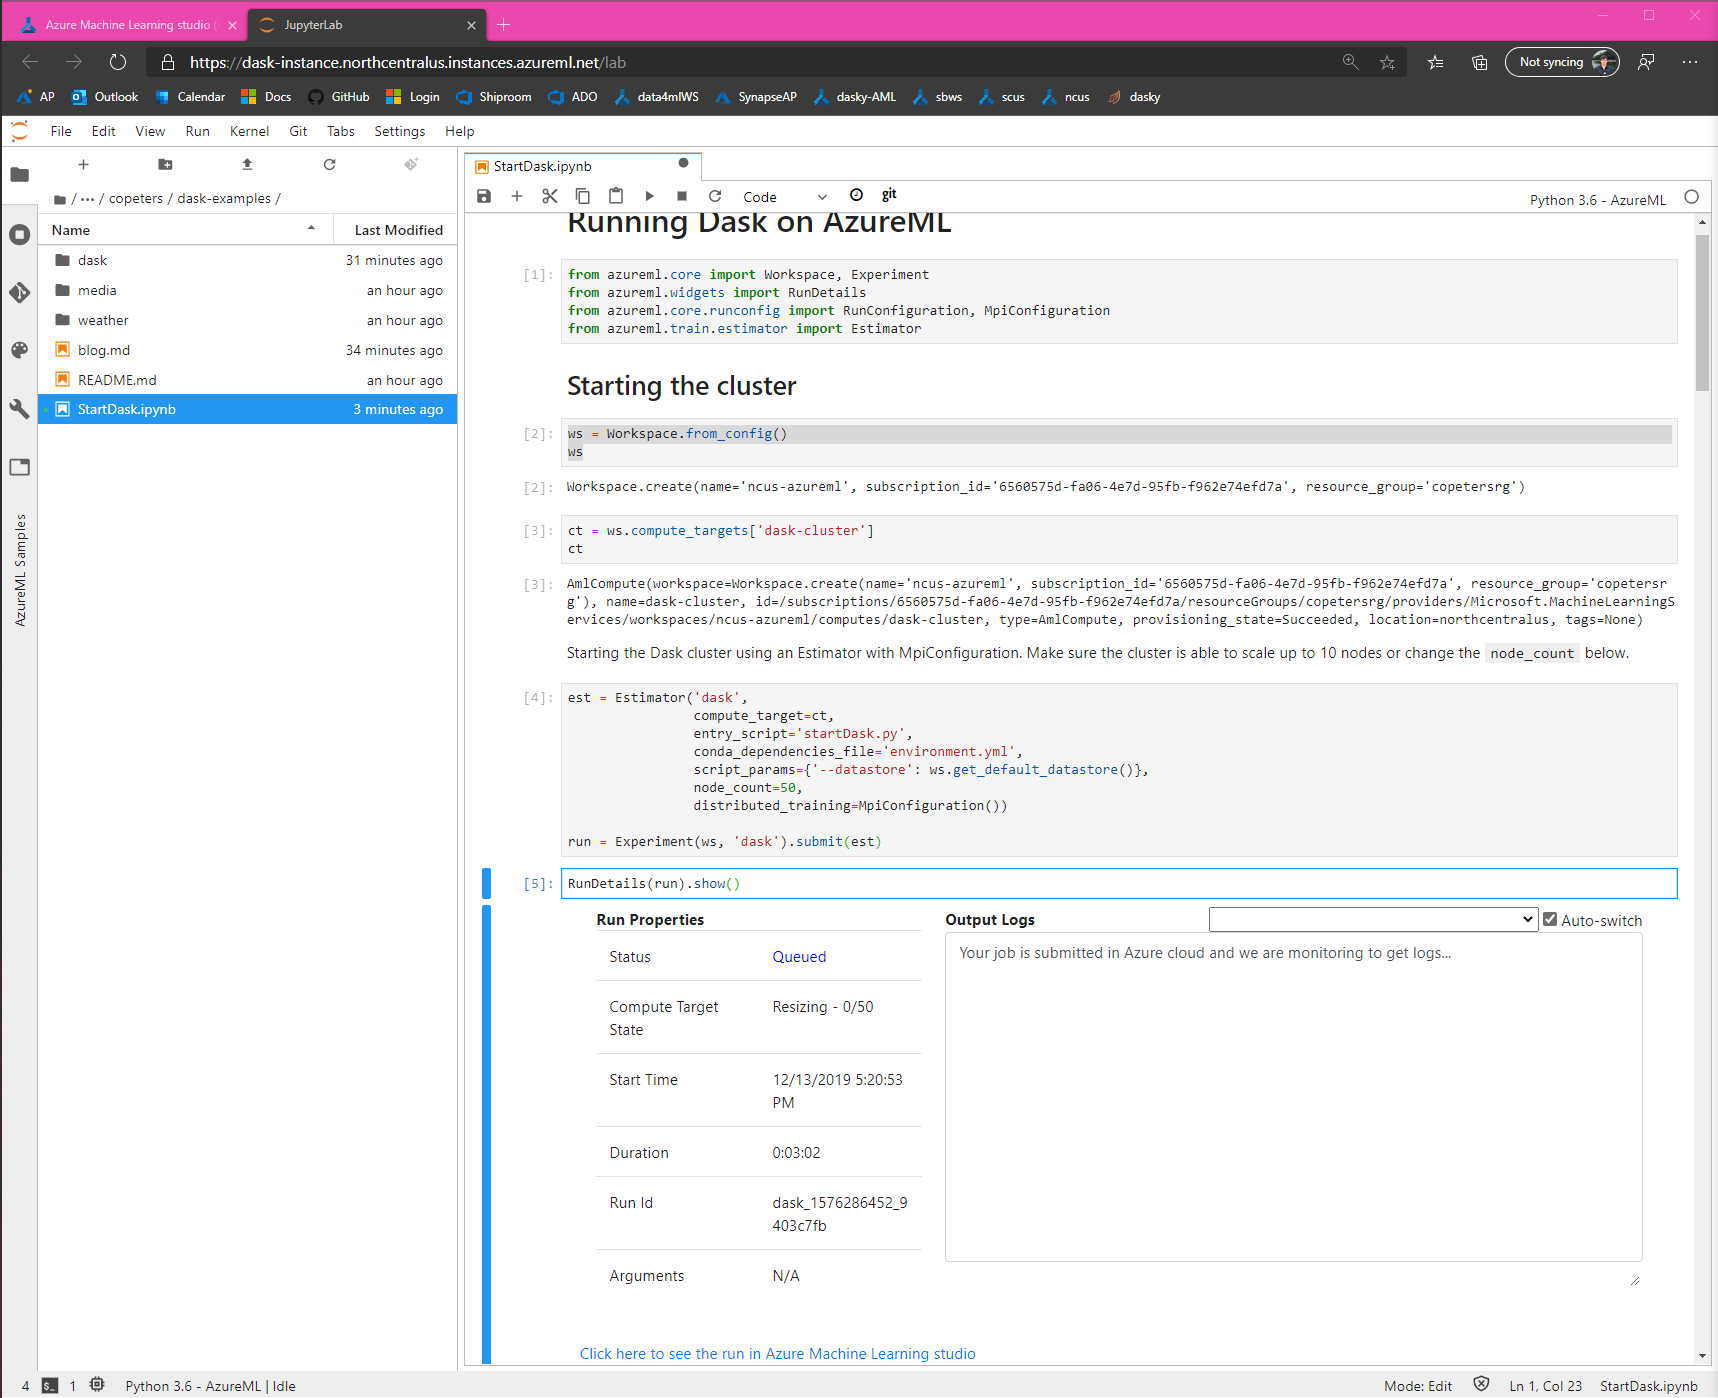 Azure Machine Learning studio
JupyterLab
https://dask-instance.northcentralus.instances.azureml.net/lab
Not syncing
AP
Outlook
Calendar
Docs
GitHub
Login
Shiproom
ADO
data4mlWS
SynapseAP
dasky-AML
sbws
scus
ncus
dasky
File Edit View Run Kernel Git Tabs Settings Help
/ ··· / copeters / dask-examples /
Name Last Modified
dask 31 minutes ago
media an hour ago
weather an hour ago
blog.md 34 minutes ago
README.md an hour ago
StartDask.ipynb 3 minutes ago
AzureML Samples
StartDask.ipynb
Code
git
Python 3.6 - AzureML
Running Dask on AzureML
[1]: from azureml.core import Workspace, Experiment
from azureml.widgets import RunDetails
from azureml.core.runconfig import RunConfiguration, MpiConfiguration
from azureml.train.estimator import Estimator
Starting the cluster
[2]: ws = Workspace.from_config()
ws
[2]: Workspace.create(name='ncus-azureml', subscription_id='6560575d-fa06-4e7d-95fb-f962e74efd7a', resource_group='copetersrg')
[3]: ct = ws.compute_targets['dask-cluster']
ct
[3]: AmlCompute(workspace=Workspace.create(name='ncus-azureml', subscription_id='6560575d-fa06-4e7d-95fb-f962e74efd7a', resource_group='copetersr
g'), name=dask-cluster, id=/subscriptions/6560575d-fa06-4e7d-95fb-f962e74efd7a/resourceGroups/copetersrg/providers/Microsoft.MachineLearningS
ervices/workspaces/ncus-azureml/computes/dask-cluster, type=AmlCompute, provisioning_state=Succeeded, location=northcentralus, tags=None)
Starting the Dask cluster using an Estimator with MpiConfiguration. Make sure the cluster is able to scale up to 10 nodes or change the node_count below.
[4]: est = Estimator('dask',
compute_target=ct,
entry_script='startDask.py',
conda_dependencies_file='environment.yml',
script_params={'--datastore': ws.get_default_datastore()},
node_count=50,
distributed_training=MpiConfiguration())
run = Experiment(ws, 'dask').submit(est)
[5]: RunDetails(run).show()
Run Properties
Status Queued
Compute Target
State
Resizing - 0/50
Start Time 12/13/2019 5:20:53
PM
Duration 0:03:02
Run Id dask_1576286452_9
403c7fb
Arguments N/A
Output Logs
Auto-switch
Your job is submitted in Azure cloud and we are monitoring to get logs...
Click here to see the run in Azure Machine Learning studio
4 $_ 1 Python 3.6 - AzureML | Idle
Mode: Edit
Ln 1, Col 23
StartDask.ipynb